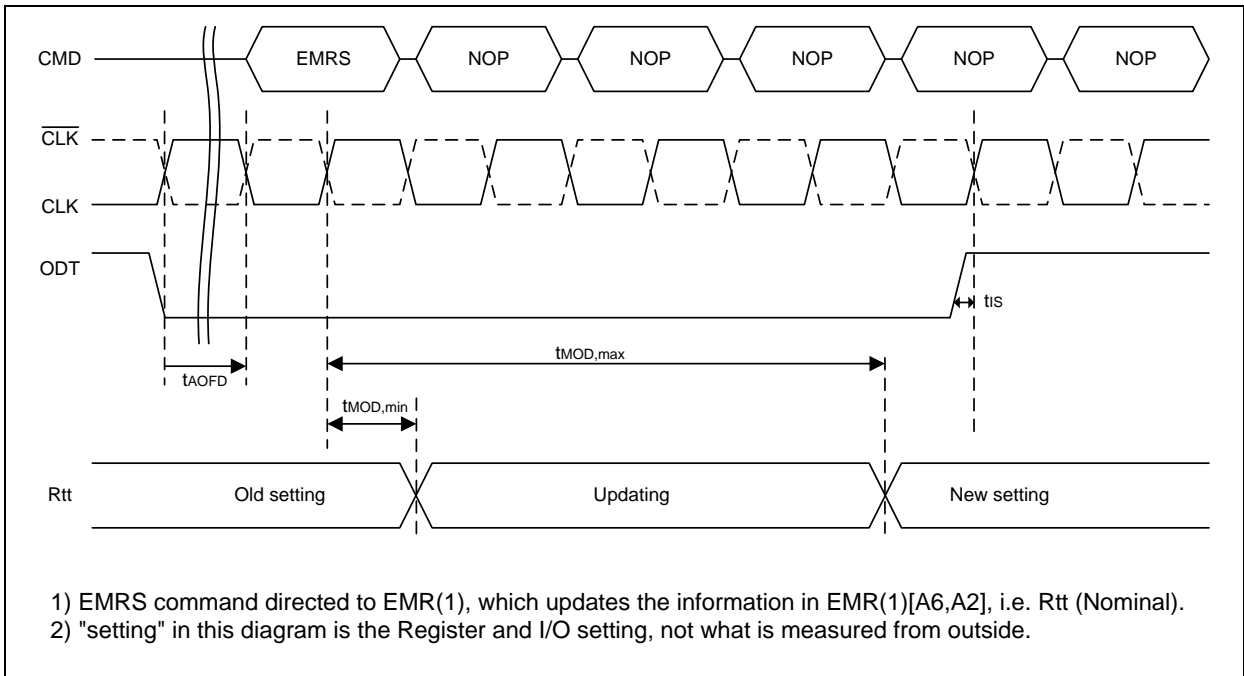 CMD EMRS NOP NOP NOP NOP NOP
CLK
CLK
ODT
tIS
tMOD,max
tAOFD
tMOD,min
Rtt Old setting Updating New setting
1) EMRS command directed to EMR(1), which updates the information in EMR(1)[A6,A2], i.e. Rtt (Nominal).
2) "setting" in this diagram is the Register and I/O setting, not what is measured from outside.